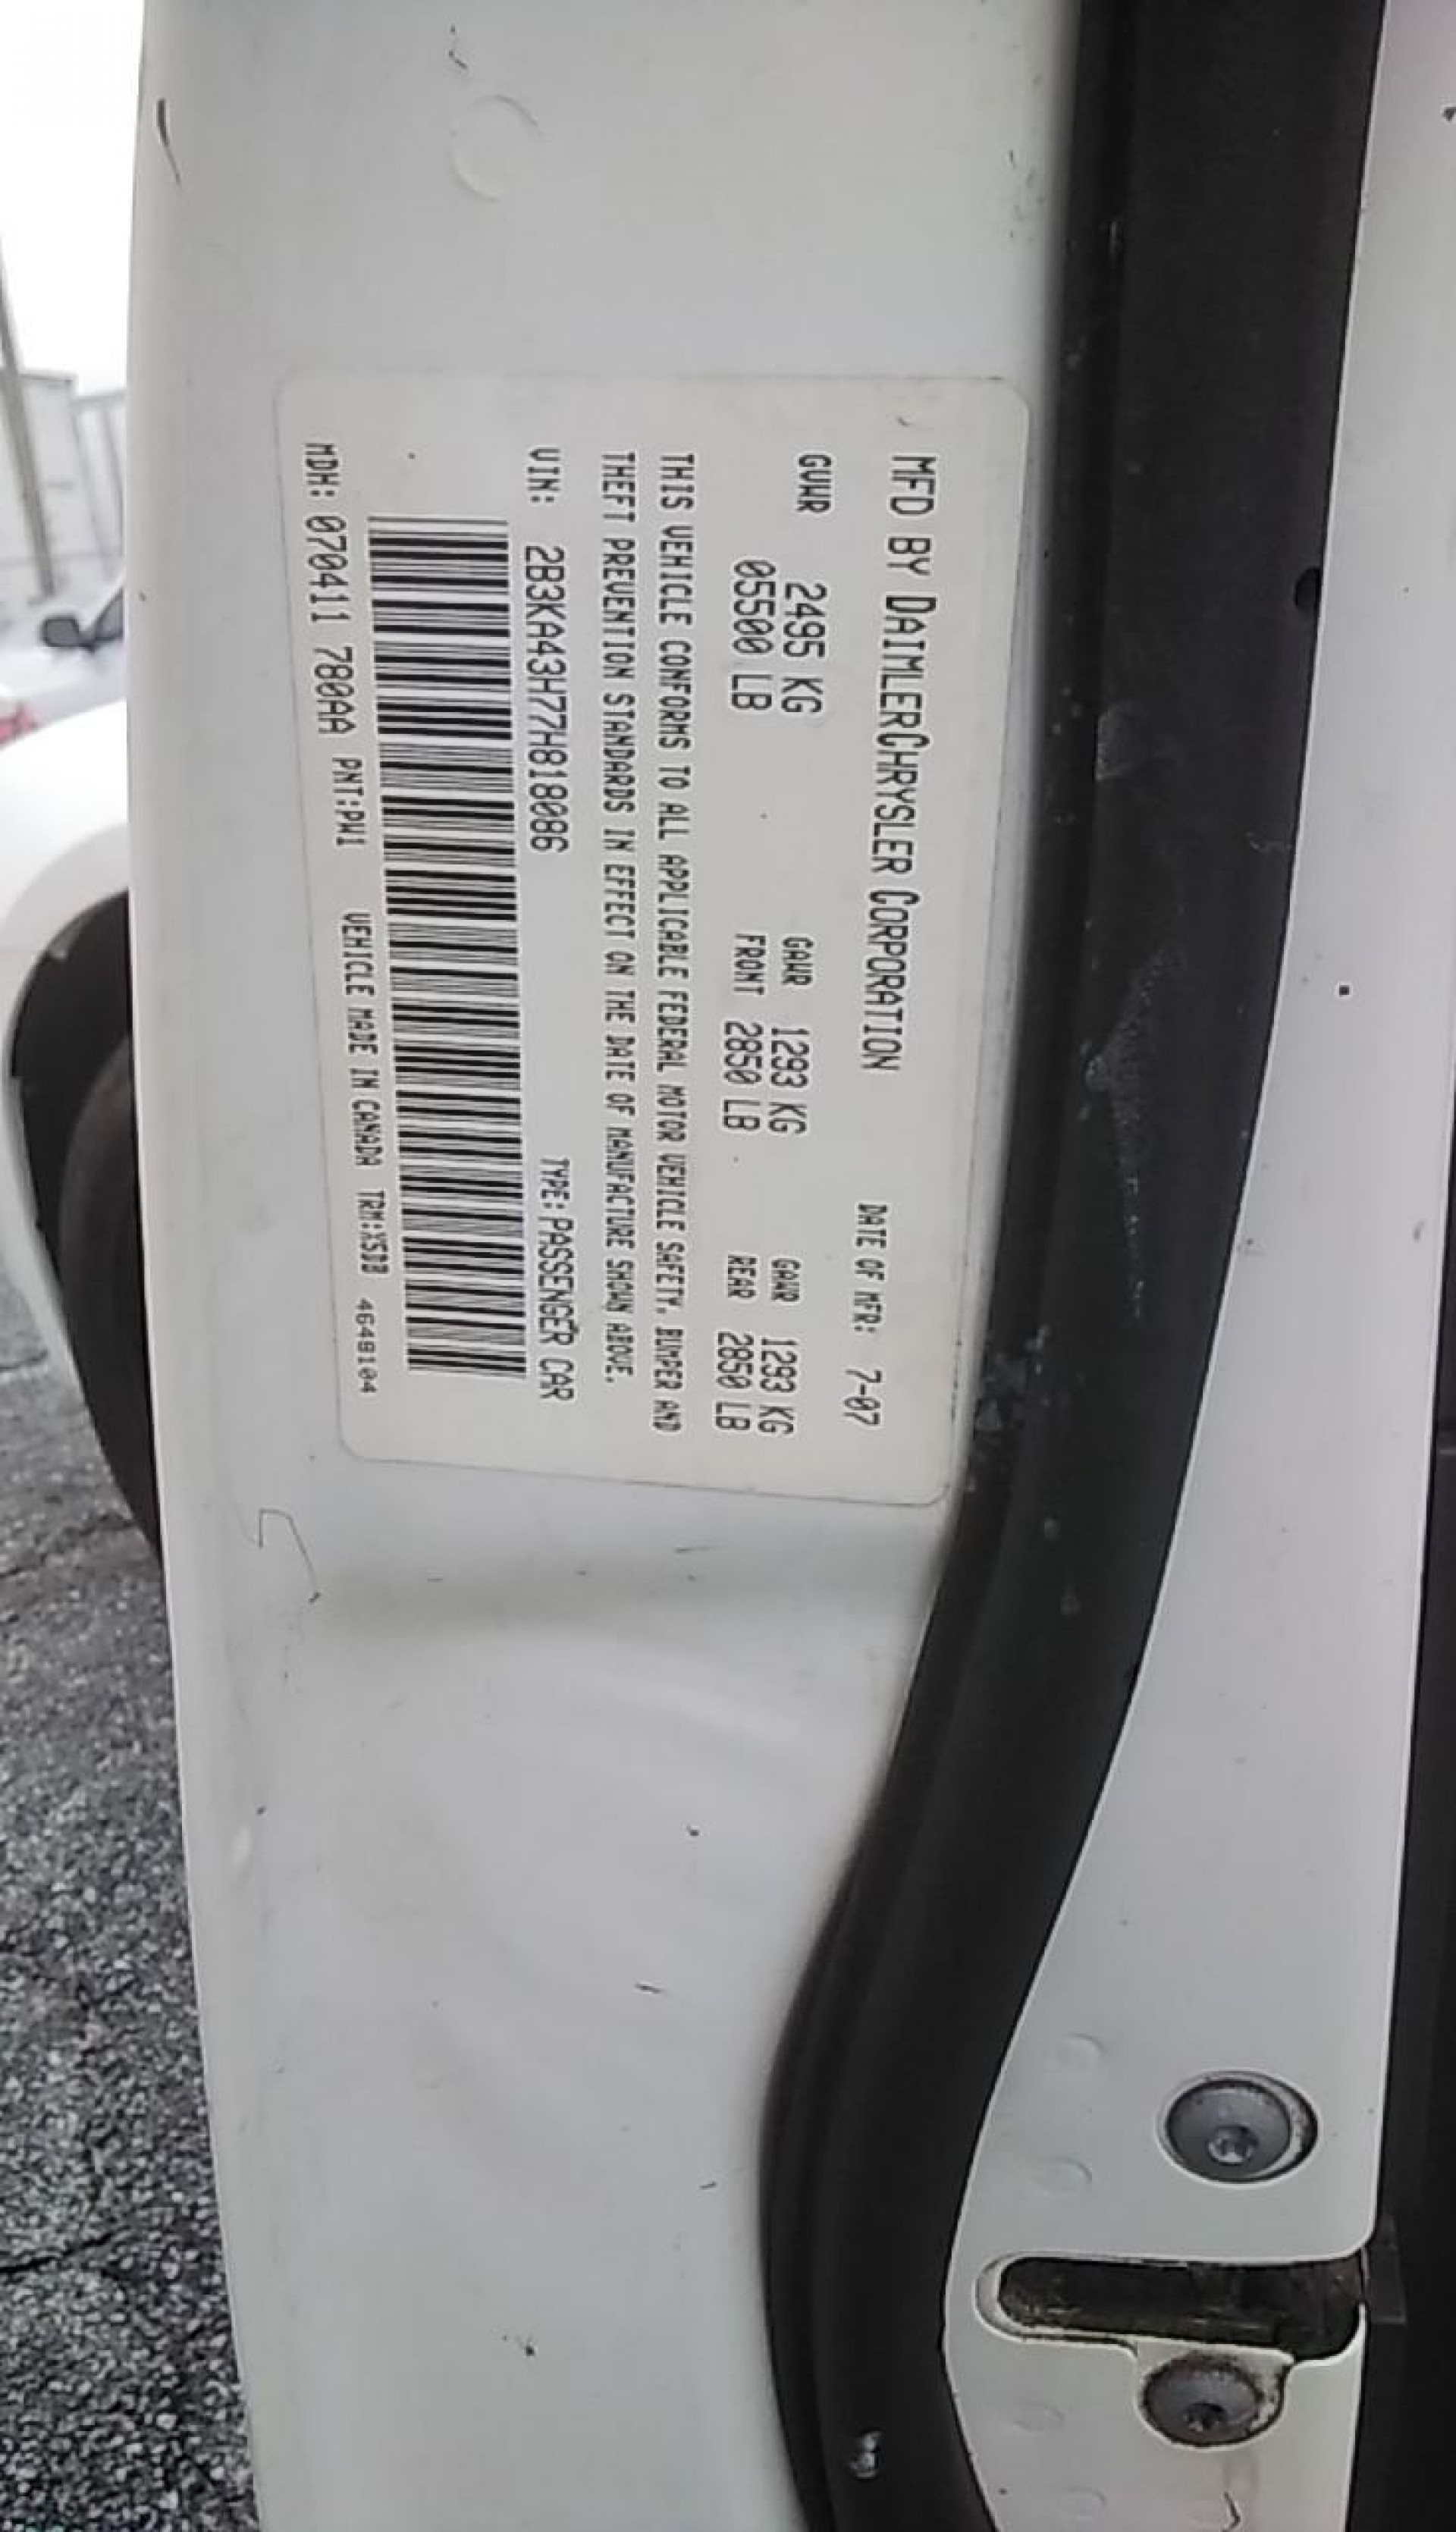 MFD BY DAIMLERCHRYSLER CORPORATION DATE OF MFR: 7-07
GVWR 2495 KG GAWR 1293 KG GAWR 1293 KG
05500 LB FRONT 2850 LB REAR 2850 LB
THIS VEHICLE CONFORMS TO ALL APPLICABLE FEDERAL MOTOR VEHICLE SAFETY, BUMPER AND
THEFT PREVENTION STANDARDS IN EFFECT ON THE DATE OF MANUFACTURE SHOWN ABOVE.
VIN: 2B3KA43H77H818086 TYPE: PASSENGER CAR
MDH: 070411 780AA PNT:PW1 VEHICLE MADE IN CANADA TRM:X5DB 4648104